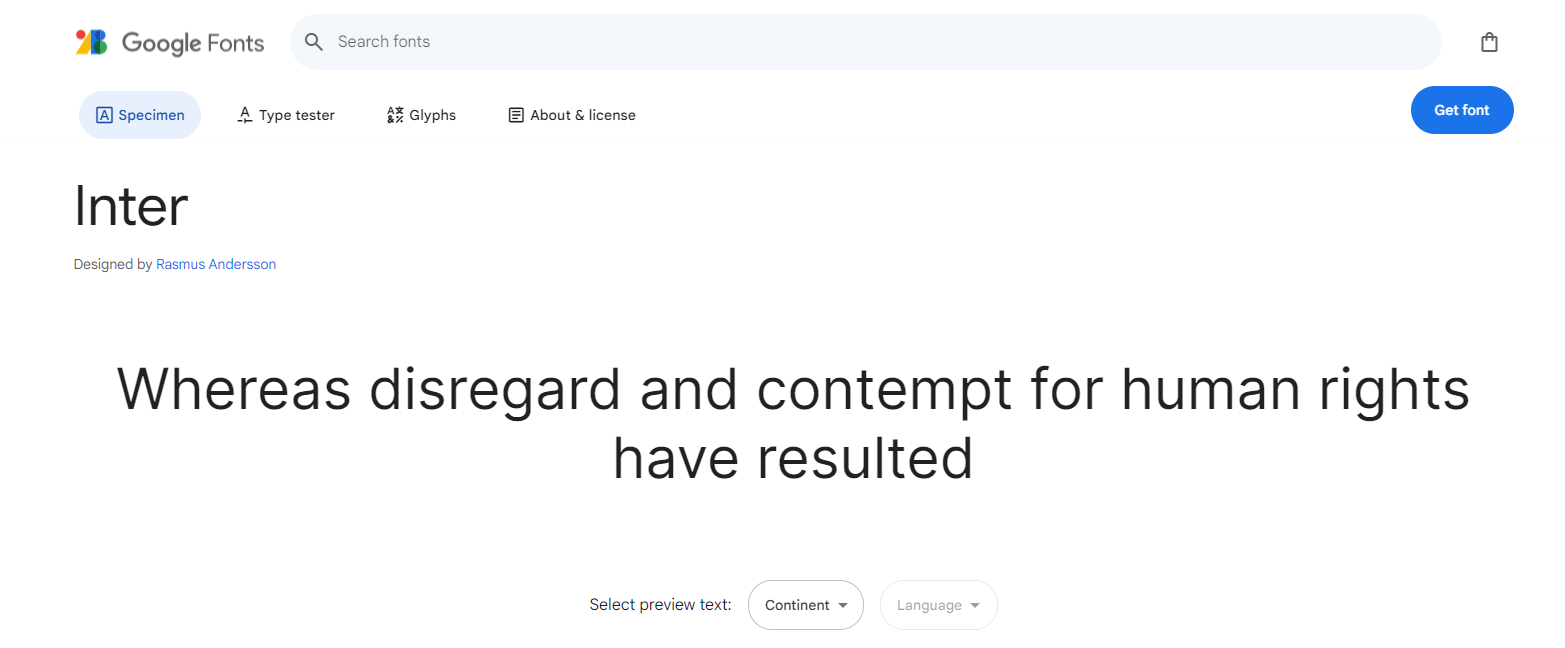 Google Fonts
Search fonts
Specimen
Type tester
Glyphs
About & license
Get font
Inter
Designed by Rasmus Andersson
Whereas disregard and contempt for human rights
have resulted
Select preview text:
Continent
Language